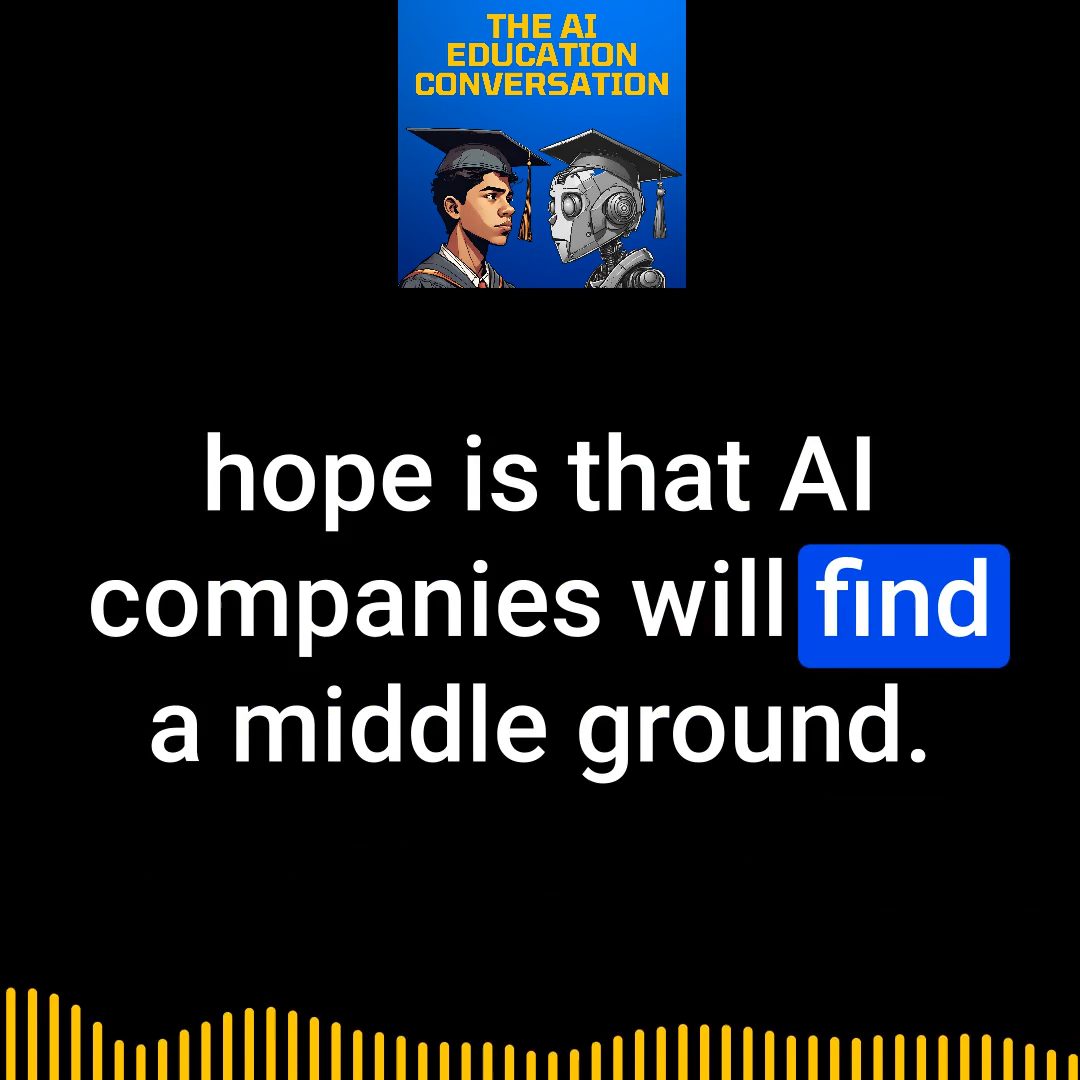 THE AI
EDUCATION
CONVERSATION
hope is that AI
companies will find
a middle ground.